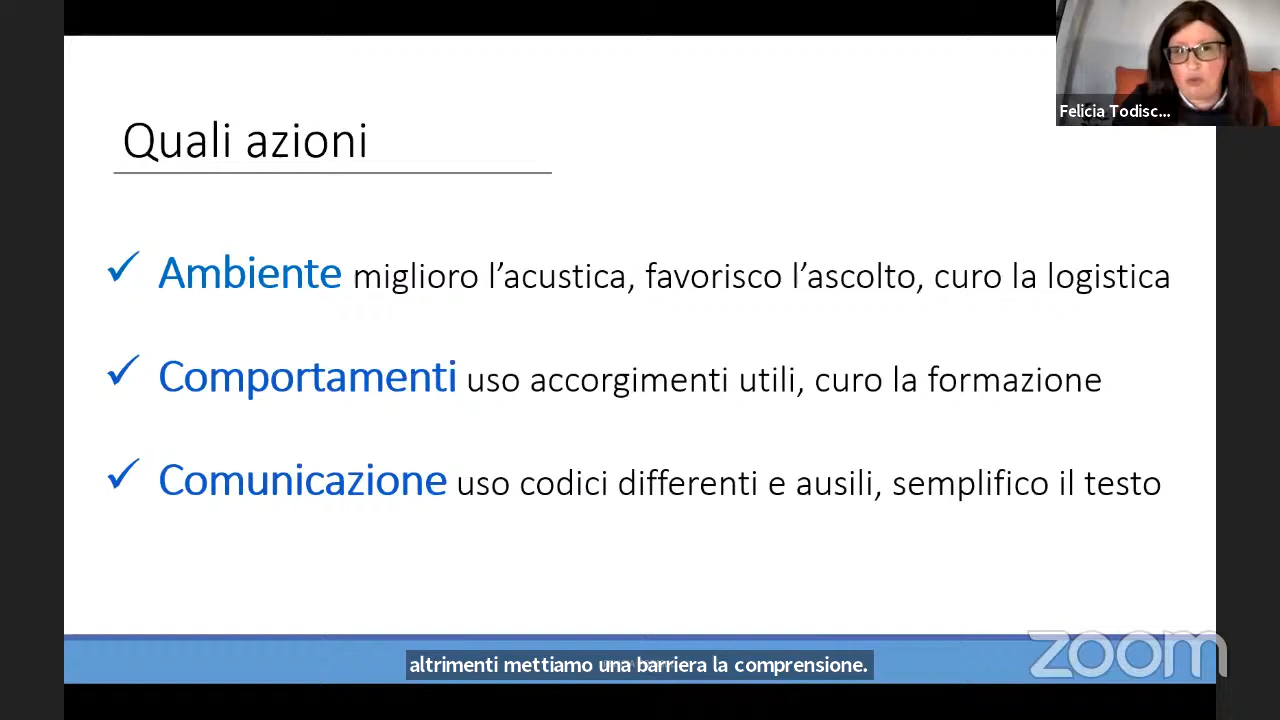 Felicia Todisc...
Quali azioni
✓ Ambiente miglioro l’acustica, favorisco l’ascolto, curo la logistica
✓ Comportamenti uso accorgimenti utili, curo la formazione
✓ Comunicazione uso codici differenti e ausili, semplifico il testo
altrimenti mettiamo una barriera la comprensione.
zoom